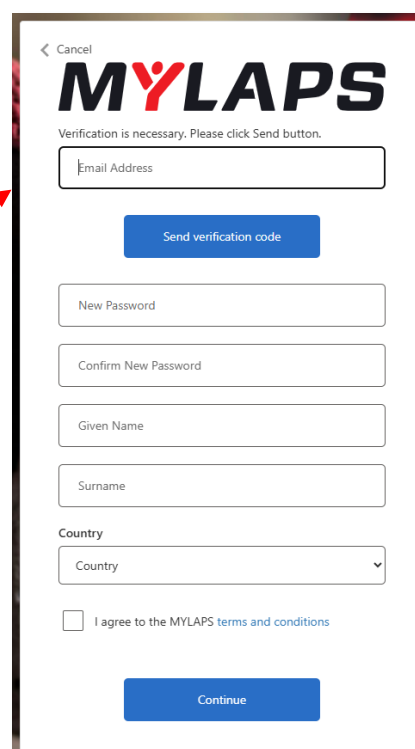 Cancel
MYLAPS
Verification is necessary. Please click Send button.
Email Address
Send verification code
New Password
Confirm New Password
Given Name
Surname
Country
Country
I agree to the MYLAPS terms and conditions
Continue